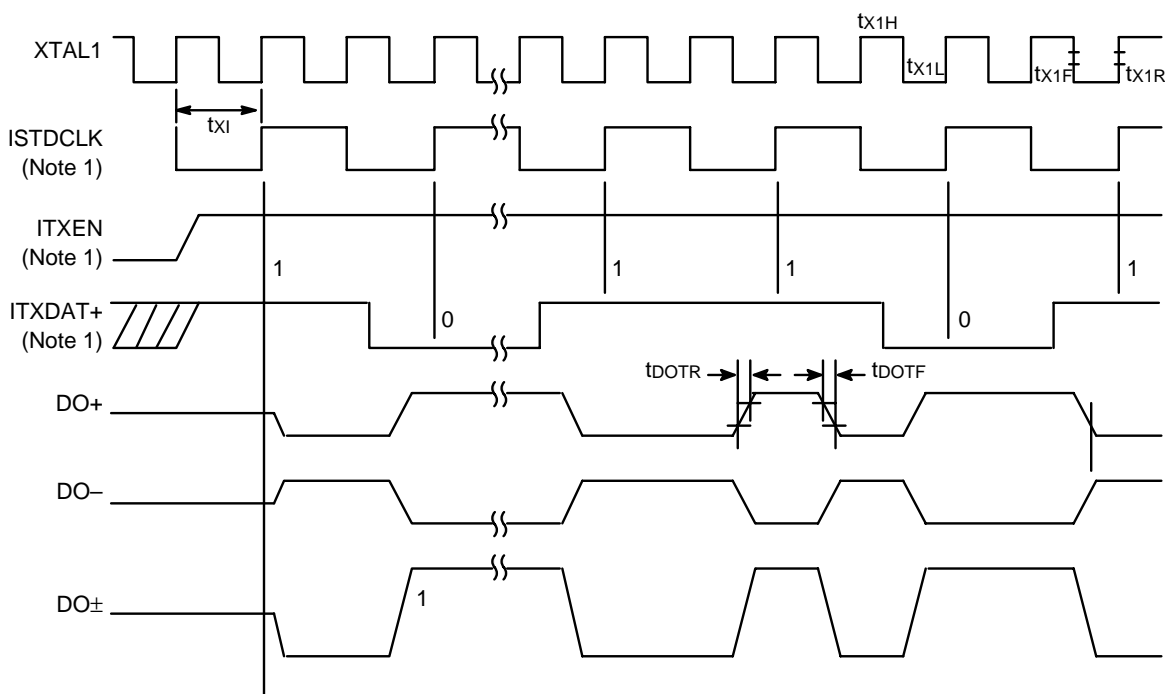 XTAL1
tX1H
tX1L
tX1F
tX1R
tXI
ISTDCLK
(Note 1)
ITXEN
(Note 1)
1
1
1
1
ITXDAT+
(Note 1)
0
0
tDOTR
tDOTF
DO+
DO–
DO±
1